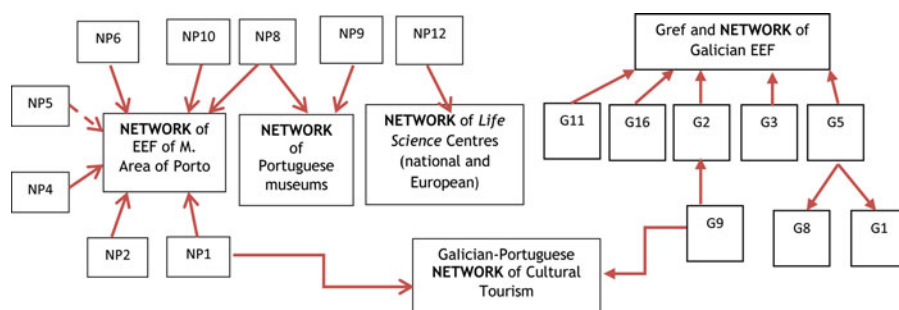 NP6
NP10
NP8
NP9
NP12
Gref and NETWORK of
Galician EEF
NP5
NETWORK of
EEF of M.
Area of Porto
NETWORK
of
Portuguese
museums
NETWORK of Life
Science Centres
(national and
European)
G11
G16
G2
G3
G5
NP4
NP2
NP1
Galician-Portuguese
NETWORK of Cultural
Tourism
G9
G8
G1